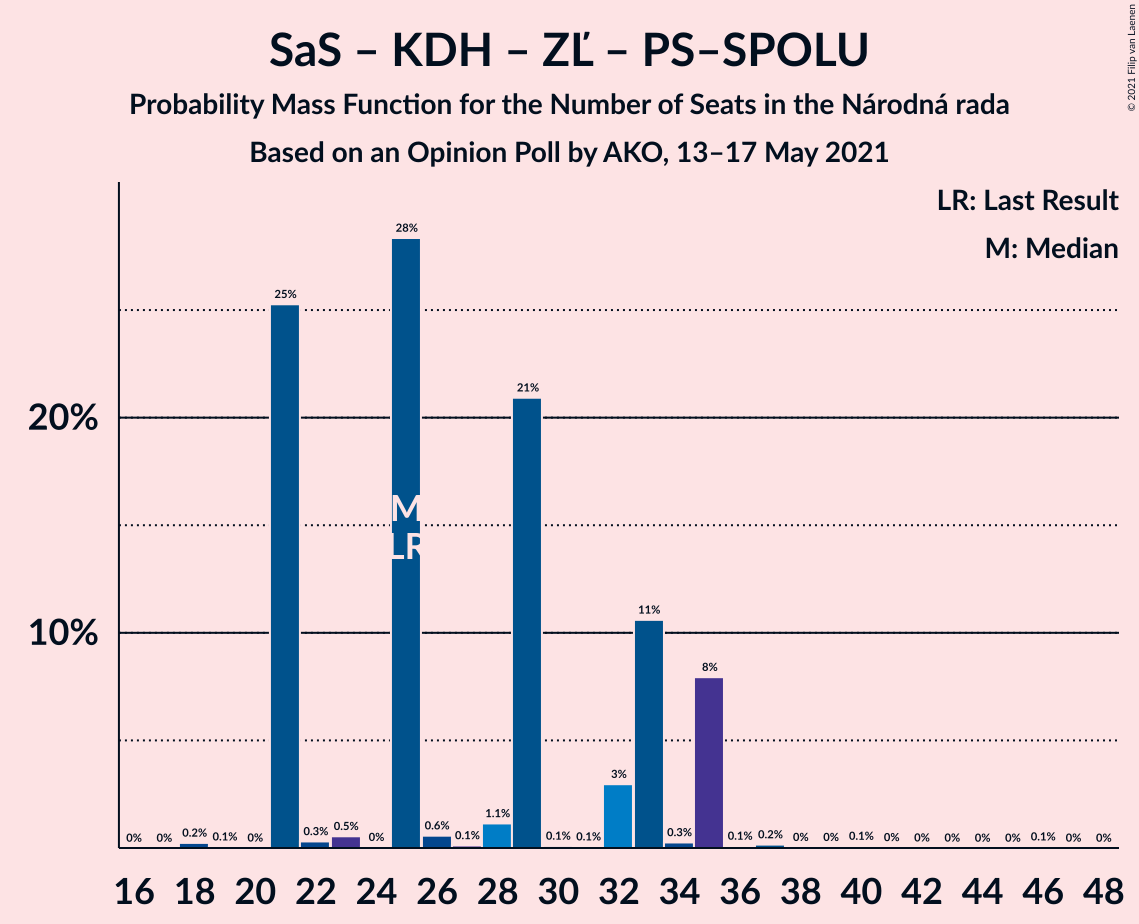 SaS – KDH – ZĽ – PS–SPOLU
Probability Mass Function for the Number of Seats in the Národná rada
Based on an Opinion Poll by AKO, 13–17 May 2021
© 2021 Filip van Laenen
LR: Last Result
M: Median
20%
10%
0% 0% 0.2% 0.1% 0% 25% 0.3% 0.5% 0% 28% 0.6% 0.1% 1.1% 21% 0.1% 0.1% 3% 11% 0.3% 8% 0.1% 0.2% 0% 0% 0.1% 0% 0% 0% 0% 0% 0.1% 0% 0%
M
LR
16 18 20 22 24 26 28 30 32 34 36 38 40 42 44 46 48